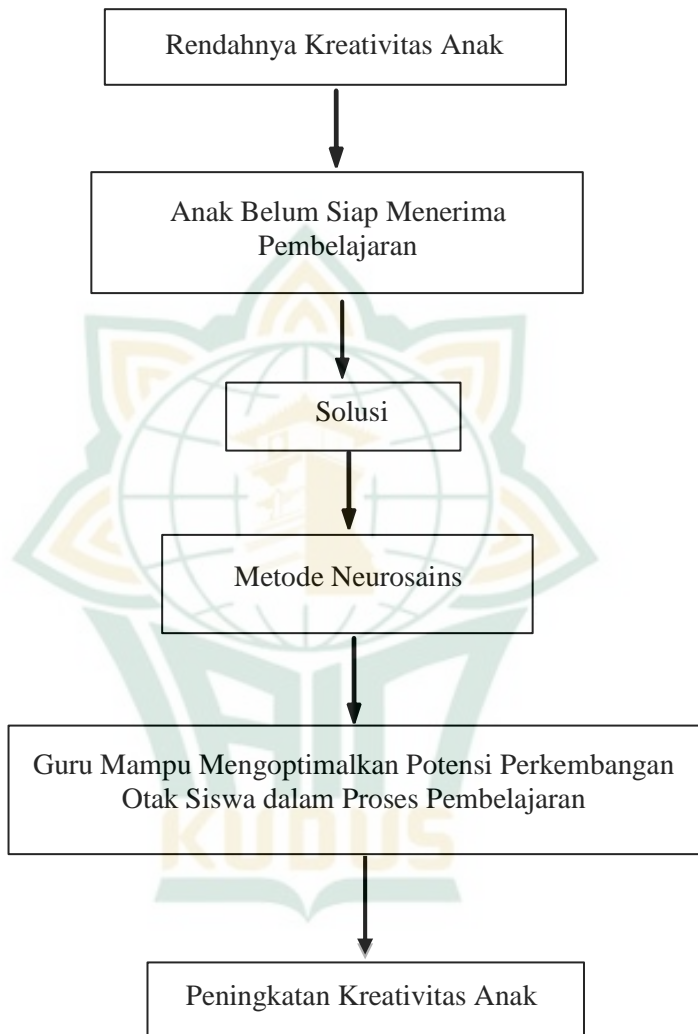 Rendahnya Kreativitas Anak
Anak Belum Siap Menerima
Pembelajaran
Solusi
Metode Neurosains
Guru Mampu Mengoptimalkan Potensi Perkembangan
Otak Siswa dalam Proses Pembelajaran
KUDUS
Peningkatan Kreativitas Anak